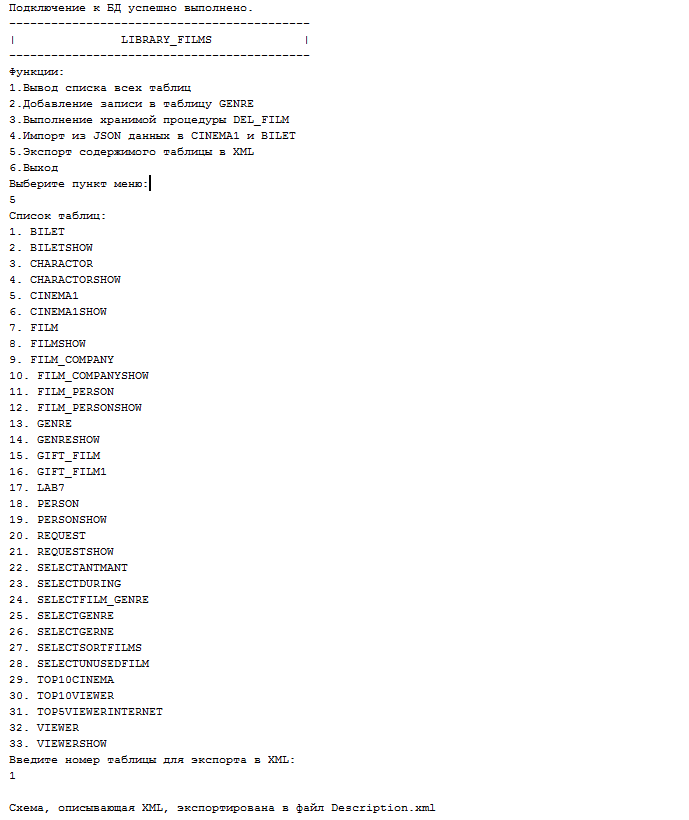 Подключение к БД успешно выполнено.
-------------------------------------------
| LIBRARY_FILMS |
-------------------------------------------
Функции:
1.Вывод списка всех таблиц
2.Добавление записи в таблицу GENRE
3.Выполнение хранимой процедуры DEL_FILM
4.Импорт из JSON данных в CINEMA1 и BILET
5.Экспорт содержимого таблицы в XML
6.Выход
Выберите пункт меню:
5
Список таблиц:
1. BILET
2. BILETSHOW
3. CHARACTOR
4. CHARACTORSHOW
5. CINEMA1
6. CINEMA1SHOW
7. FILM
8. FILMSHOW
9. FILM_COMPANY
10. FILM_COMPANYSHOW
11. FILM_PERSON
12. FILM_PERSONSHOW
13. GENRE
14. GENRESHOW
15. GIFT_FILM
16. GIFT_FILM1
17. LAB7
18. PERSON
19. PERSONSHOW
20. REQUEST
21. REQUESTSHOW
22. SELECTANTMANT
23. SELECTDURING
24. SELECTFILM_GENRE
25. SELECTGENRE
26. SELECTGERNE
27. SELECTSORTFILMS
28. SELECTUNUSEDFILM
29. TOP10CINEMA
30. TOP10VIEWER
31. TOP5VIEWERINTERNET
32. VIEWER
33. VIEWERSHOW
Введите номер таблицы для экспорта в XML:
1
Схема, описывающая XML, экспортирована в файл Description.xml